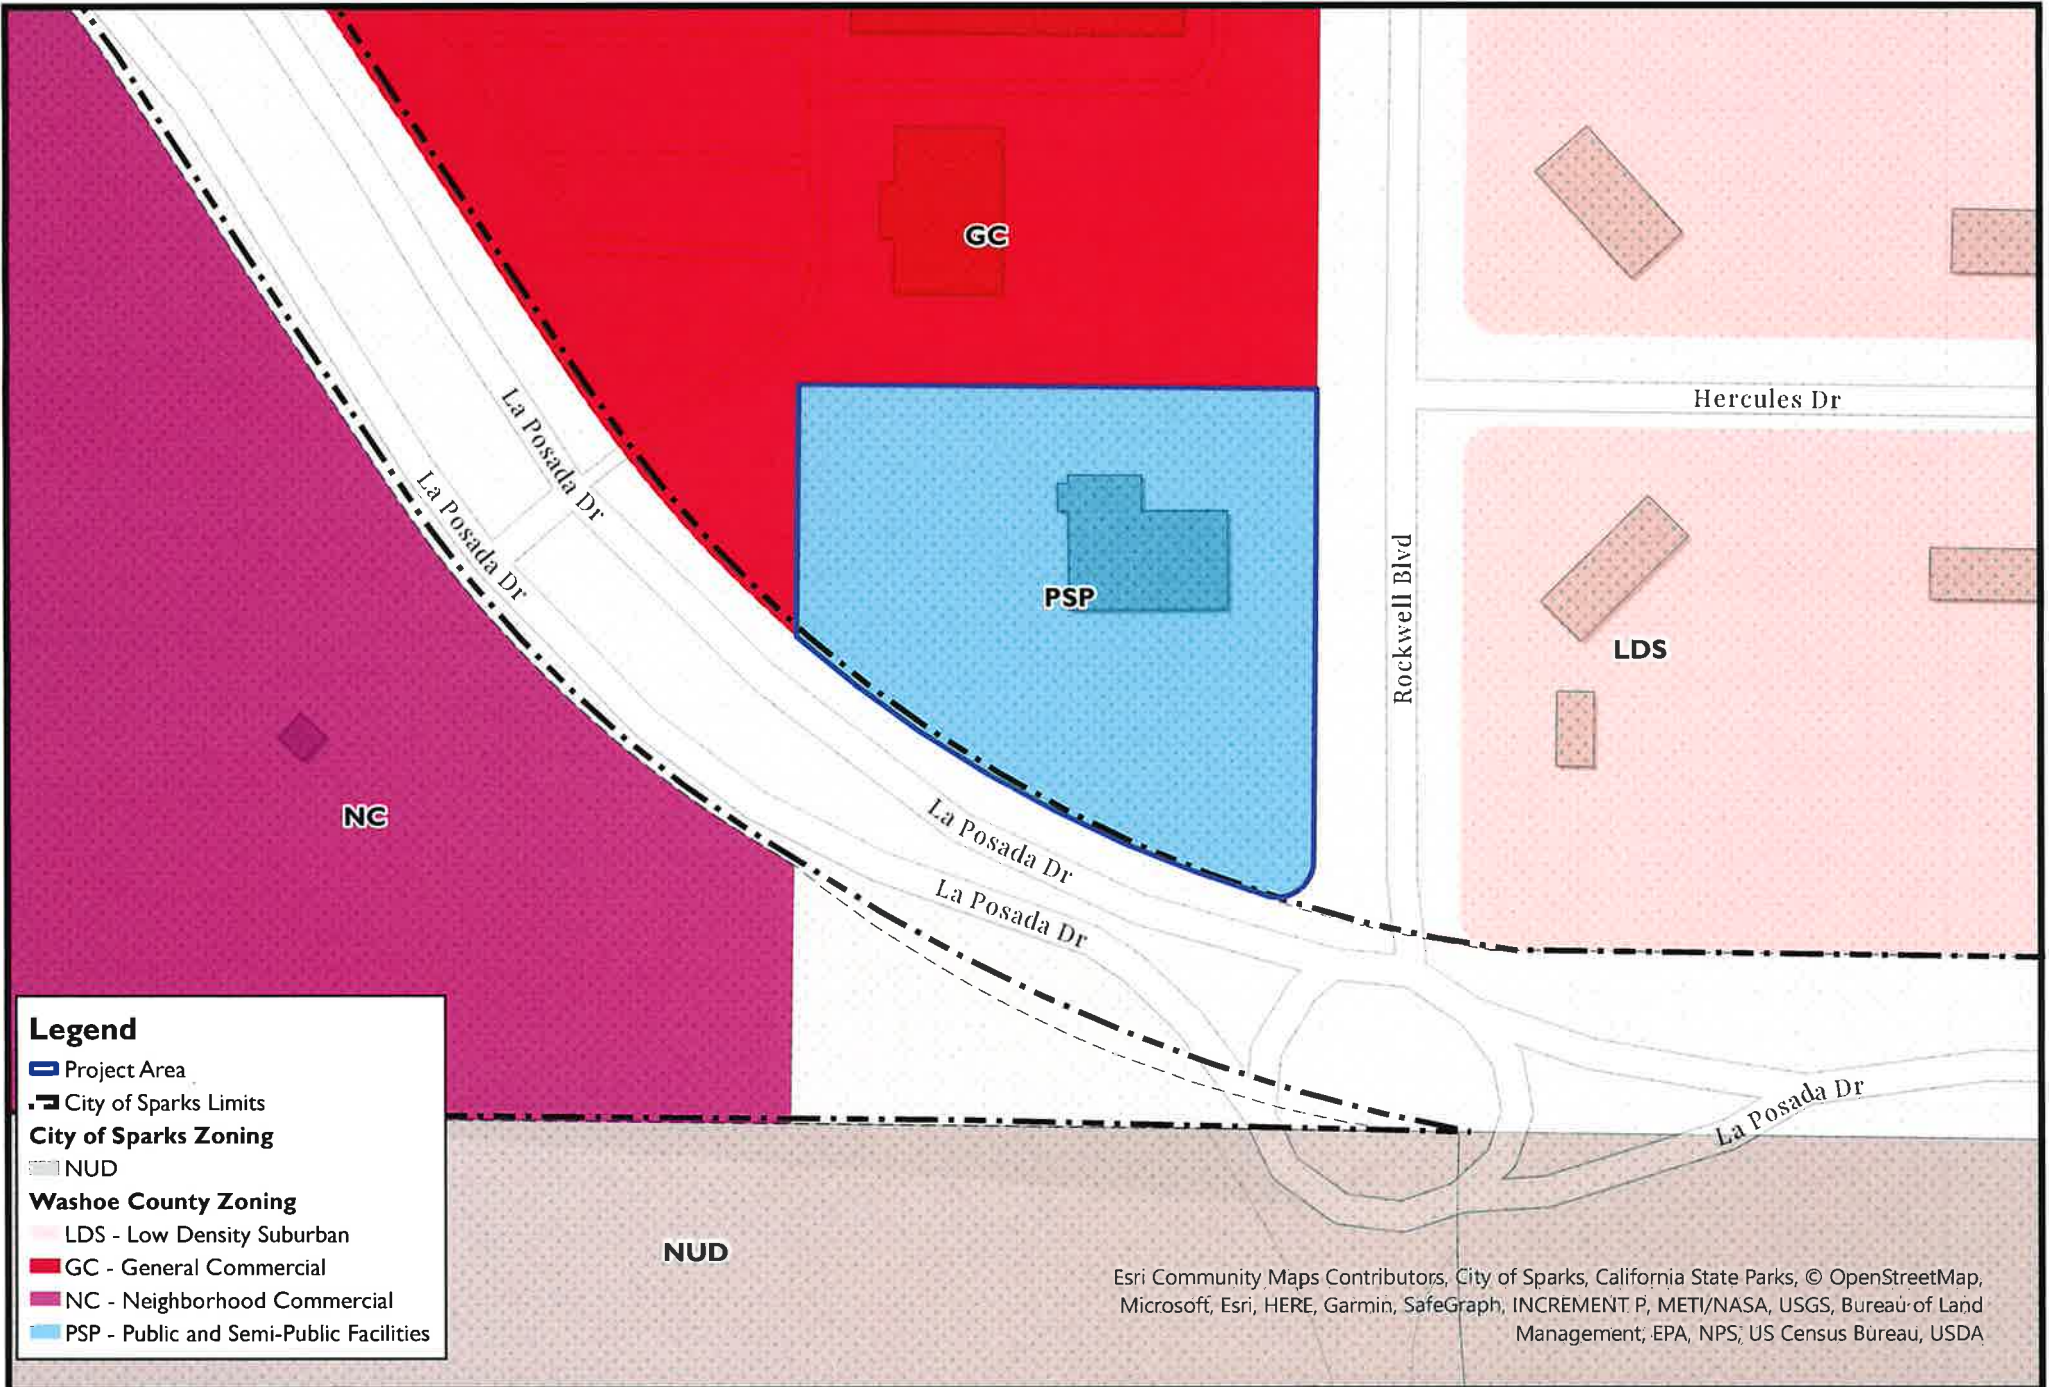 GC
La Posada Dr
Hercules Dr
La Posada Dr
Rockwell Blvd
PSP
LDS
NC
La Posada Dr
La Posada Dr
La Posada Dr
NUD
Legend
Project Area
City of Sparks Limits
City of Sparks Zoning
NUD
Washoe County Zoning
LDS - Low Density Suburban
GC - General Commercial
NC - Neighborhood Commercial
PSP - Public and Semi-Public Facilities
Esri Community Maps Contributors, City of Sparks, California State Parks, © OpenStreetMap,
Microsoft, Esri, HERE, Garmin, SafeGraph, INCREMENT P, METI/NASA, USGS, Bureau of Land
Management, EPA, NPS, US Census Bureau, USDA